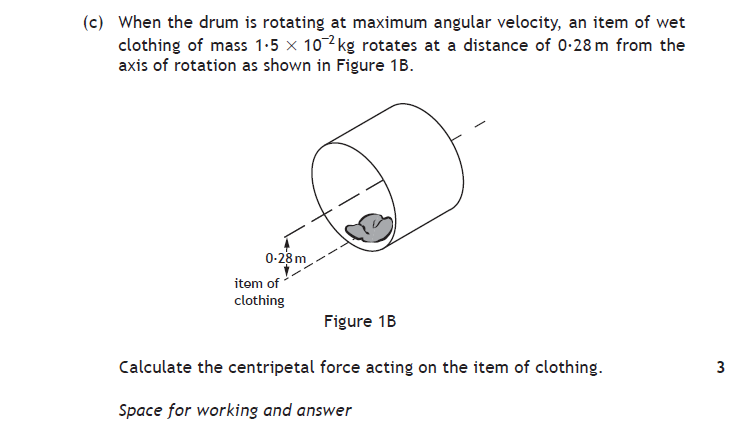 (c) When the drum is rotating at maximum angular velocity, an item of wet
clothing of mass 1·5 × 10⁻² kg rotates at a distance of 0·28 m from the
axis of rotation as shown in Figure 1B.
0·28 m
item of
clothing
Figure 1B
Calculate the centripetal force acting on the item of clothing. 3
Space for working and answer